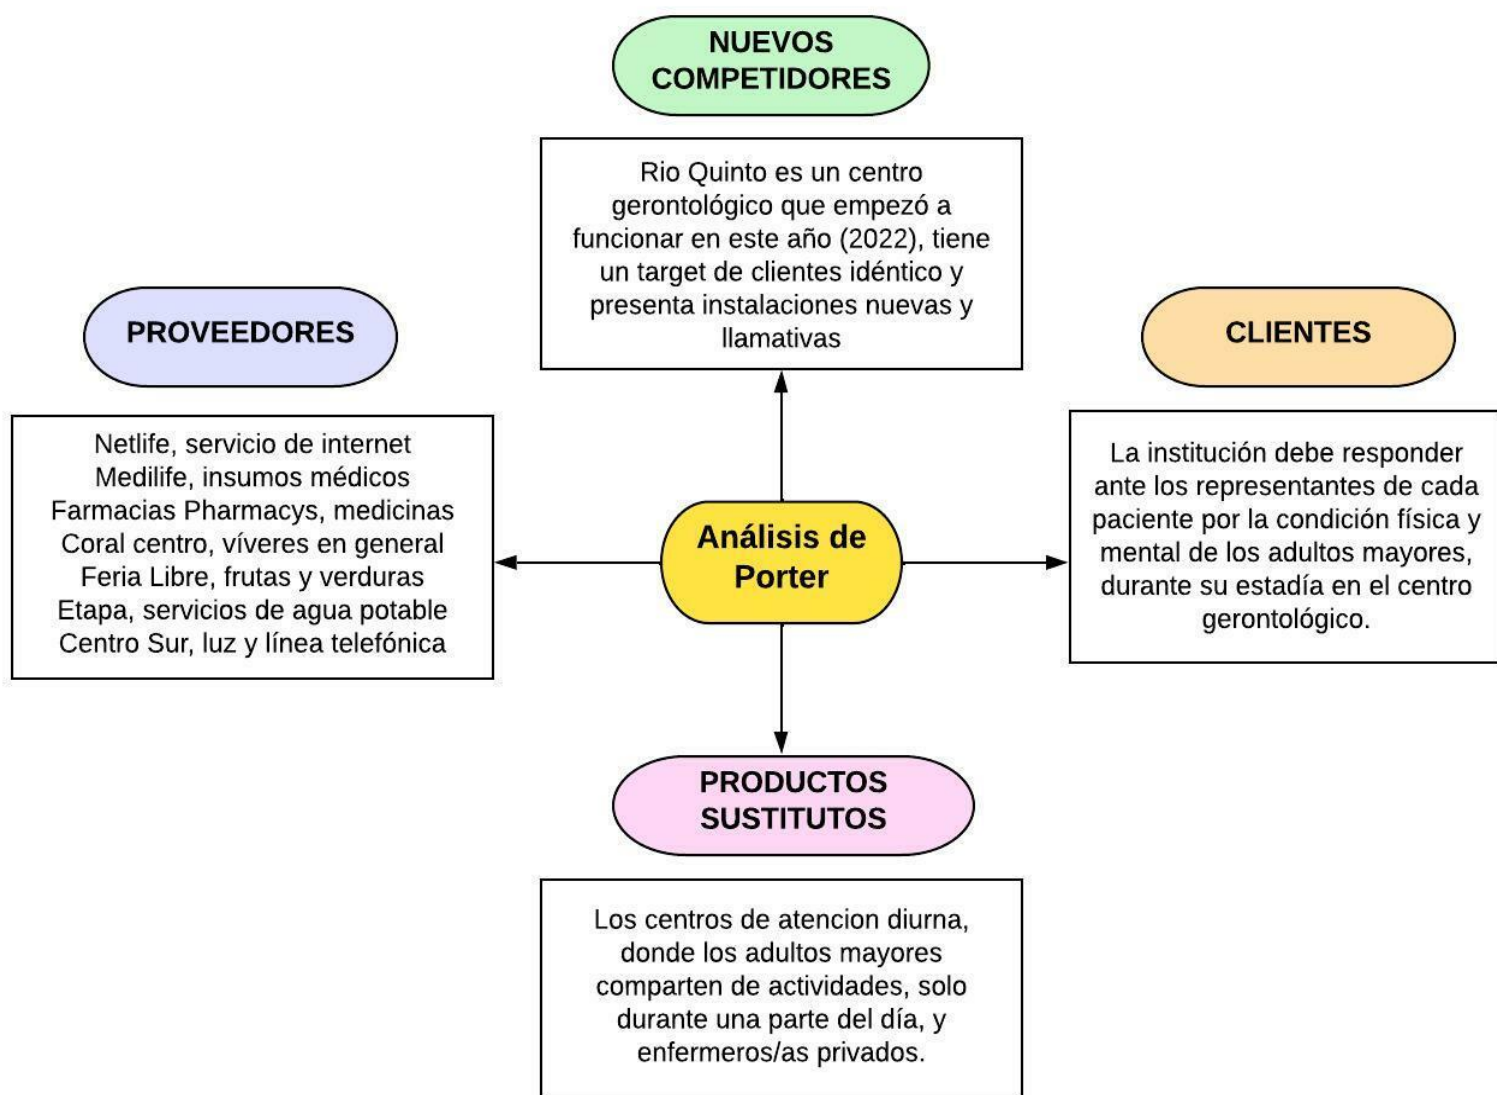 NUEVOS
COMPETIDORES
Rio Quinto es un centro
gerontológico que empezó a
funcionar en este año (2022), tiene
un target de clientes idéntico y
presenta instalaciones nuevas y
llamativas
PROVEEDORES
Netlife, servicio de internet
Medilife, insumos médicos
Farmacias Pharmacys, medicinas
Coral centro, víveres en general
Feria Libre, frutas y verduras
Etapa, servicios de agua potable
Centro Sur, luz y línea telefónica
Análisis de
Porter
CLIENTES
La institución debe responder
ante los representantes de cada
paciente por la condición física y
mental de los adultos mayores,
durante su estadía en el centro
gerontológico.
PRODUCTOS
SUSTITUTOS
Los centros de atencion diurna,
donde los adultos mayores
comparten de actividades, solo
durante una parte del día, y
enfermeros/as privados.